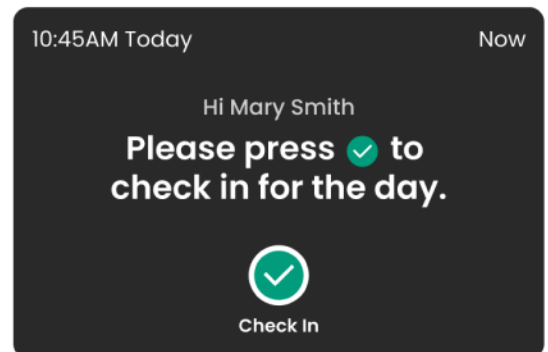 10:45AM Today Now
Hi Mary Smith
Please press to
check in for the day.
Check In